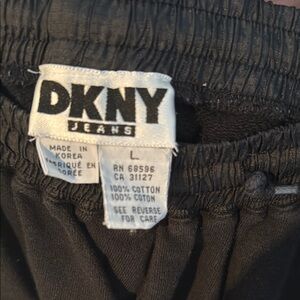 DKNY
JEANS
MADE IN
KOREA
FABRIQUÉ EN
CORÉE
L
RN 68596
CA 31127
100% COTTON
100% COTON
SEE REVERSE
FOR CARE